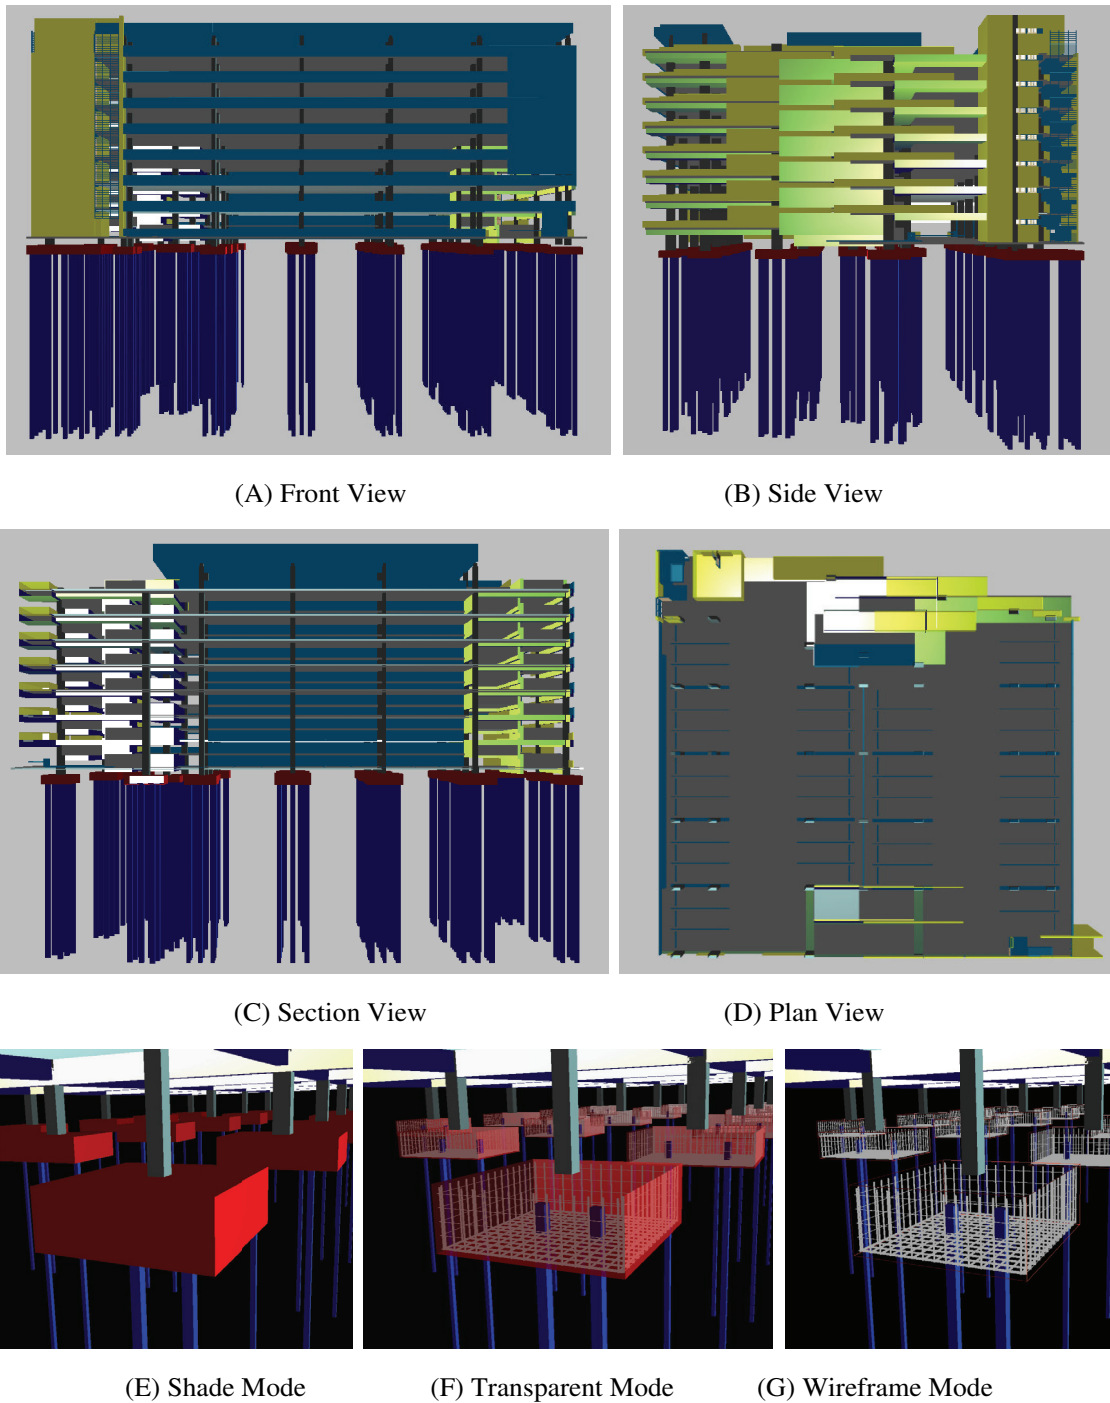 (A) Front View
(B) Side View
(C) Section View
(D) Plan View
(E) Shade Mode
(F) Transparent Mode
(G) Wireframe Mode